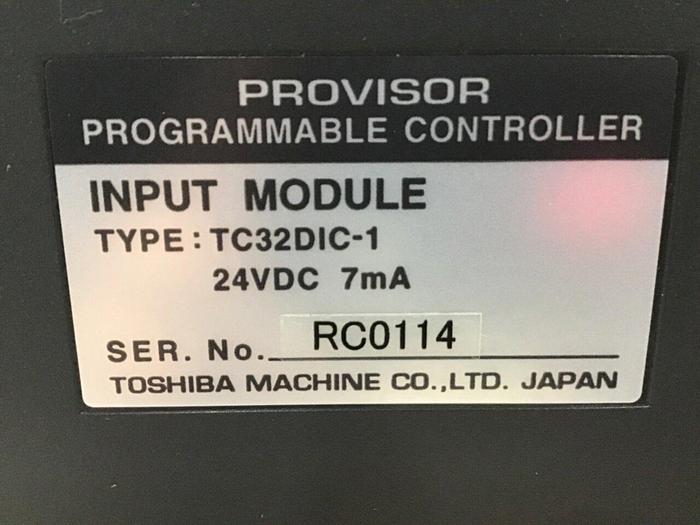 PROVISOR
PROGRAMMABLE CONTROLLER
INPUT MODULE
TYPE: TC32DIC-1
24VDC 7mA
SER. No. RC0114
TOSHIBA MACHINE CO.,LTD. JAPAN